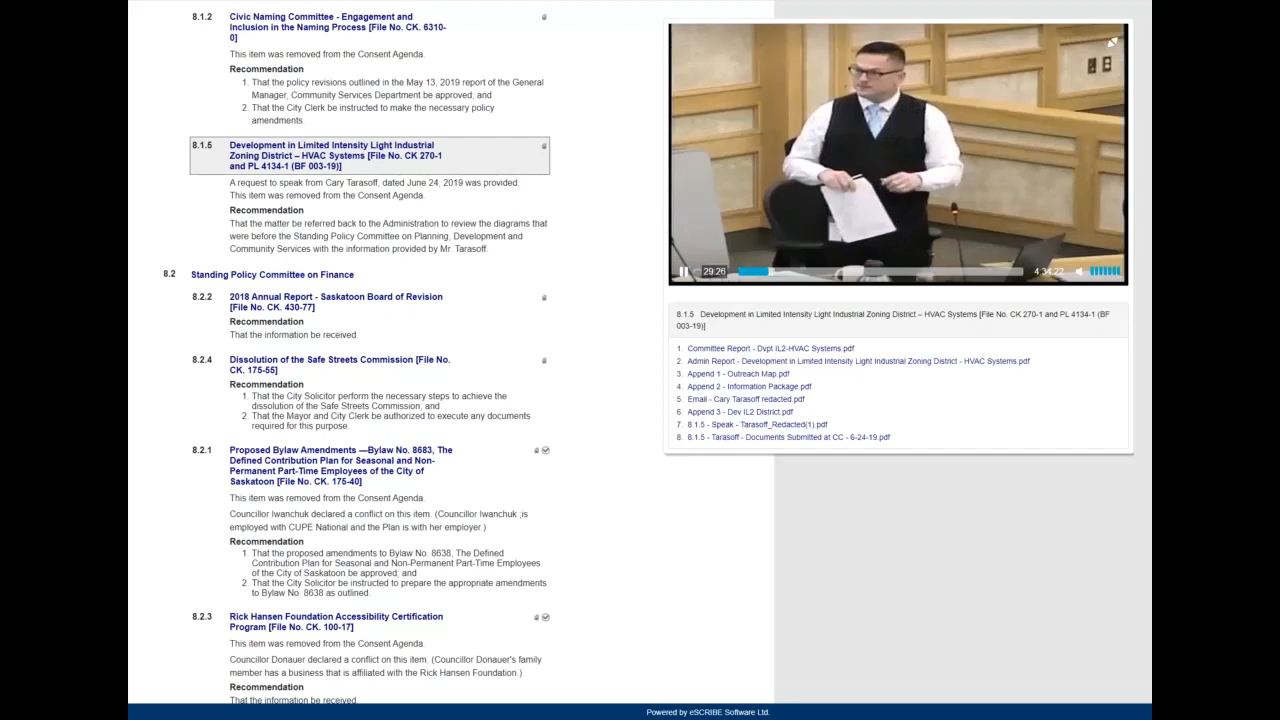 8.1.2 Civic Naming Committee - Engagement and
Inclusion in the Naming Process [File No. CK. 6310-
0]
This item was removed from the Consent Agenda.
Recommendation
1. That the policy revisions outlined in the May 13, 2019 report of the General
Manager, Community Services Department be approved; and
2. That the City Clerk be instructed to make the necessary policy
amendments.
8.1.5 Development in Limited Intensity Light Industrial
Zoning District – HVAC Systems [File No. CK 270-1
and PL 4134-1 (BF 003-19)]
A request to speak from Cary Tarasoff, dated June 24, 2019 was provided.
This item was removed from the Consent Agenda.
Recommendation
That the matter be referred back to the Administration to review the diagrams that
were before the Standing Policy Committee on Planning, Development and
Community Services with the information provided by Mr. Tarasoff.
8.2 Standing Policy Committee on Finance
8.2.2 2018 Annual Report - Saskatoon Board of Revision
[File No. CK. 430-77]
Recommendation
That the information be received.
8.2.4 Dissolution of the Safe Streets Commission [File No.
CK. 175-55]
Recommendation
1. That the City Solicitor perform the necessary steps to achieve the
dissolution of the Safe Streets Commission, and
2. That the Mayor and City Clerk be authorized to execute any documents
required for this purpose.
8.2.1 Proposed Bylaw Amendments —Bylaw No. 8683, The
Defined Contribution Plan for Seasonal and Non-
Permanent Part-Time Employees of the City of
Saskatoon [File No. CK. 175-40]
This item was removed from the Consent Agenda.
Councillor Iwanchuk declared a conflict on this item. (Councillor Iwanchuk ;is
employed with CUPE National and the Plan is with her employer.)
Recommendation
1. That the proposed amendments to Bylaw No. 8638, The Defined
Contribution Plan for Seasonal and Non-Permanent Part-Time Employees
of the City of Saskatoon be approved; and
2. That the City Solicitor be instructed to prepare the appropriate amendments
to Bylaw No. 8638 as outlined.
8.2.3 Rick Hansen Foundation Accessibility Certification
Program [File No. CK. 100-17]
This item was removed from the Consent Agenda.
Councillor Donauer declared a conflict on this item. (Councillor Donauer's family
member has a business that is affiliated with the Rick Hansen Foundation.)
Recommendation
That the information be received.
29:26
4:34:22
8.1.5 Development in Limited Intensity Light Industrial Zoning District – HVAC Systems [File No. CK 270-1 and PL 4134-1 (BF
003-19)]
1. Committee Report - Dvpt IL2-HVAC Systems.pdf
2. Admin Report - Development in Limited Intensity Light Industrial Zoning District - HVAC Systems.pdf
3. Append 1 - Outreach Map.pdf
4. Append 2 - Information Package.pdf
5. Email - Cary Tarasoff redacted.pdf
6. Append 3 - Dev IL2 District.pdf
7. 8.1.5 - Speak - Tarasoff_Redacted(1).pdf
8. 8.1.5 - Tarasoff - Documents Submitted at CC - 6-24-19.pdf
Powered by eSCRIBE Software Ltd.